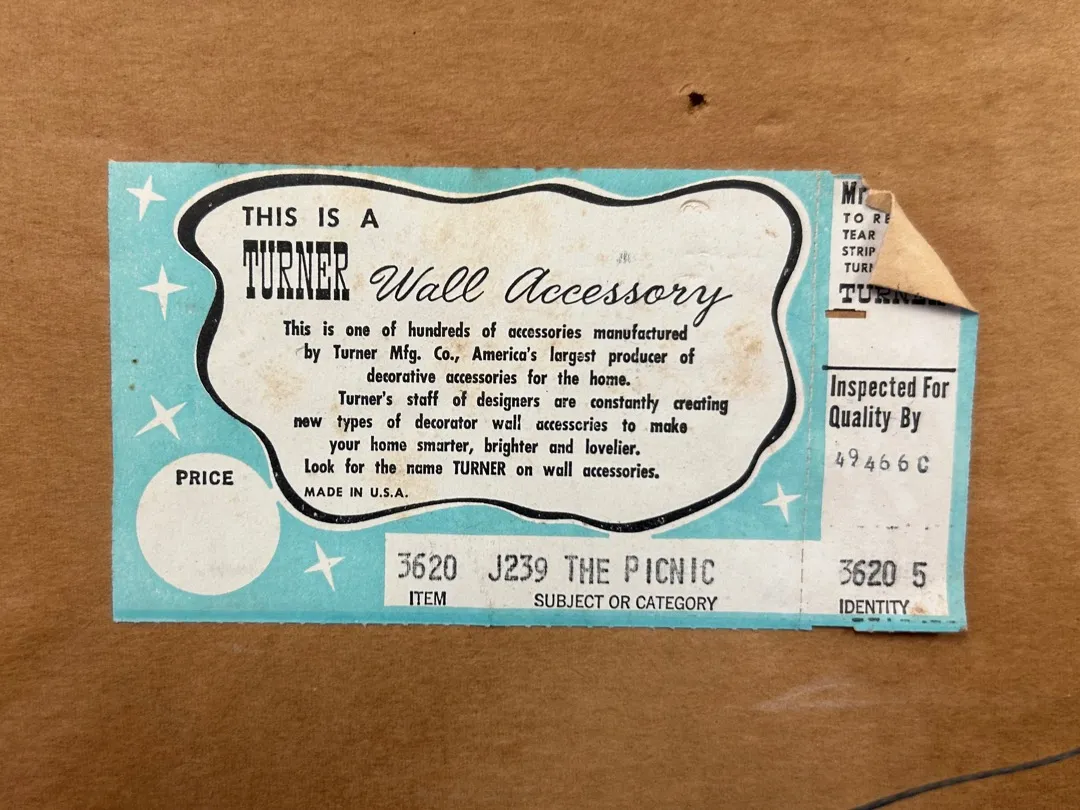 THIS IS A
TURNER Wall Accessory
This is one of hundreds of accessories manufactured
by Turner Mfg. Co., America's largest producer of
decorative accessories for the home.
Turner's staff of designers are constantly creating
new types of decorator wall accessories to make
your home smarter, brighter and lovelier.
Look for the name TURNER on wall accessories.
MADE IN U.S.A.
PRICE
3620 J239 THE PICNIC
ITEM SUBJECT OR CATEGORY
Mr
TO RE
TEAR
STRIP
TURN
TURNER
Inspected For
Quality By
49466C
3620 5
IDENTITY